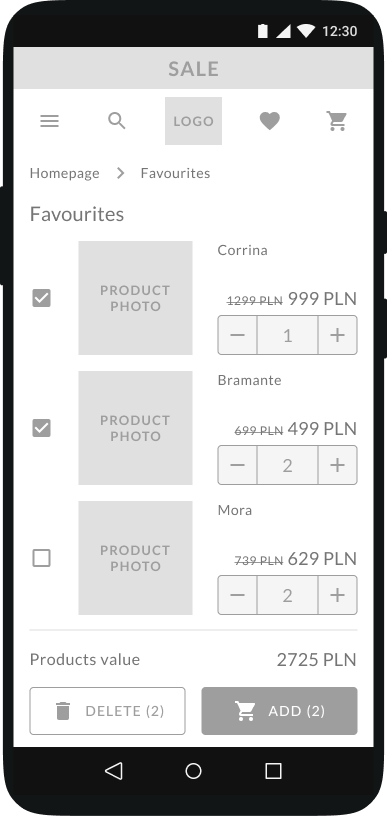 12:30
SALE
LOGO
Homepage > Favourites
Favourites
PRODUCT
PHOTO
Corrina
1299 PLN 999 PLN
− 1 +
PRODUCT
PHOTO
Bramante
699 PLN 499 PLN
− 2 +
PRODUCT
PHOTO
Mora
739 PLN 629 PLN
− 2 +
Products value 2725 PLN
DELETE (2) ADD (2)